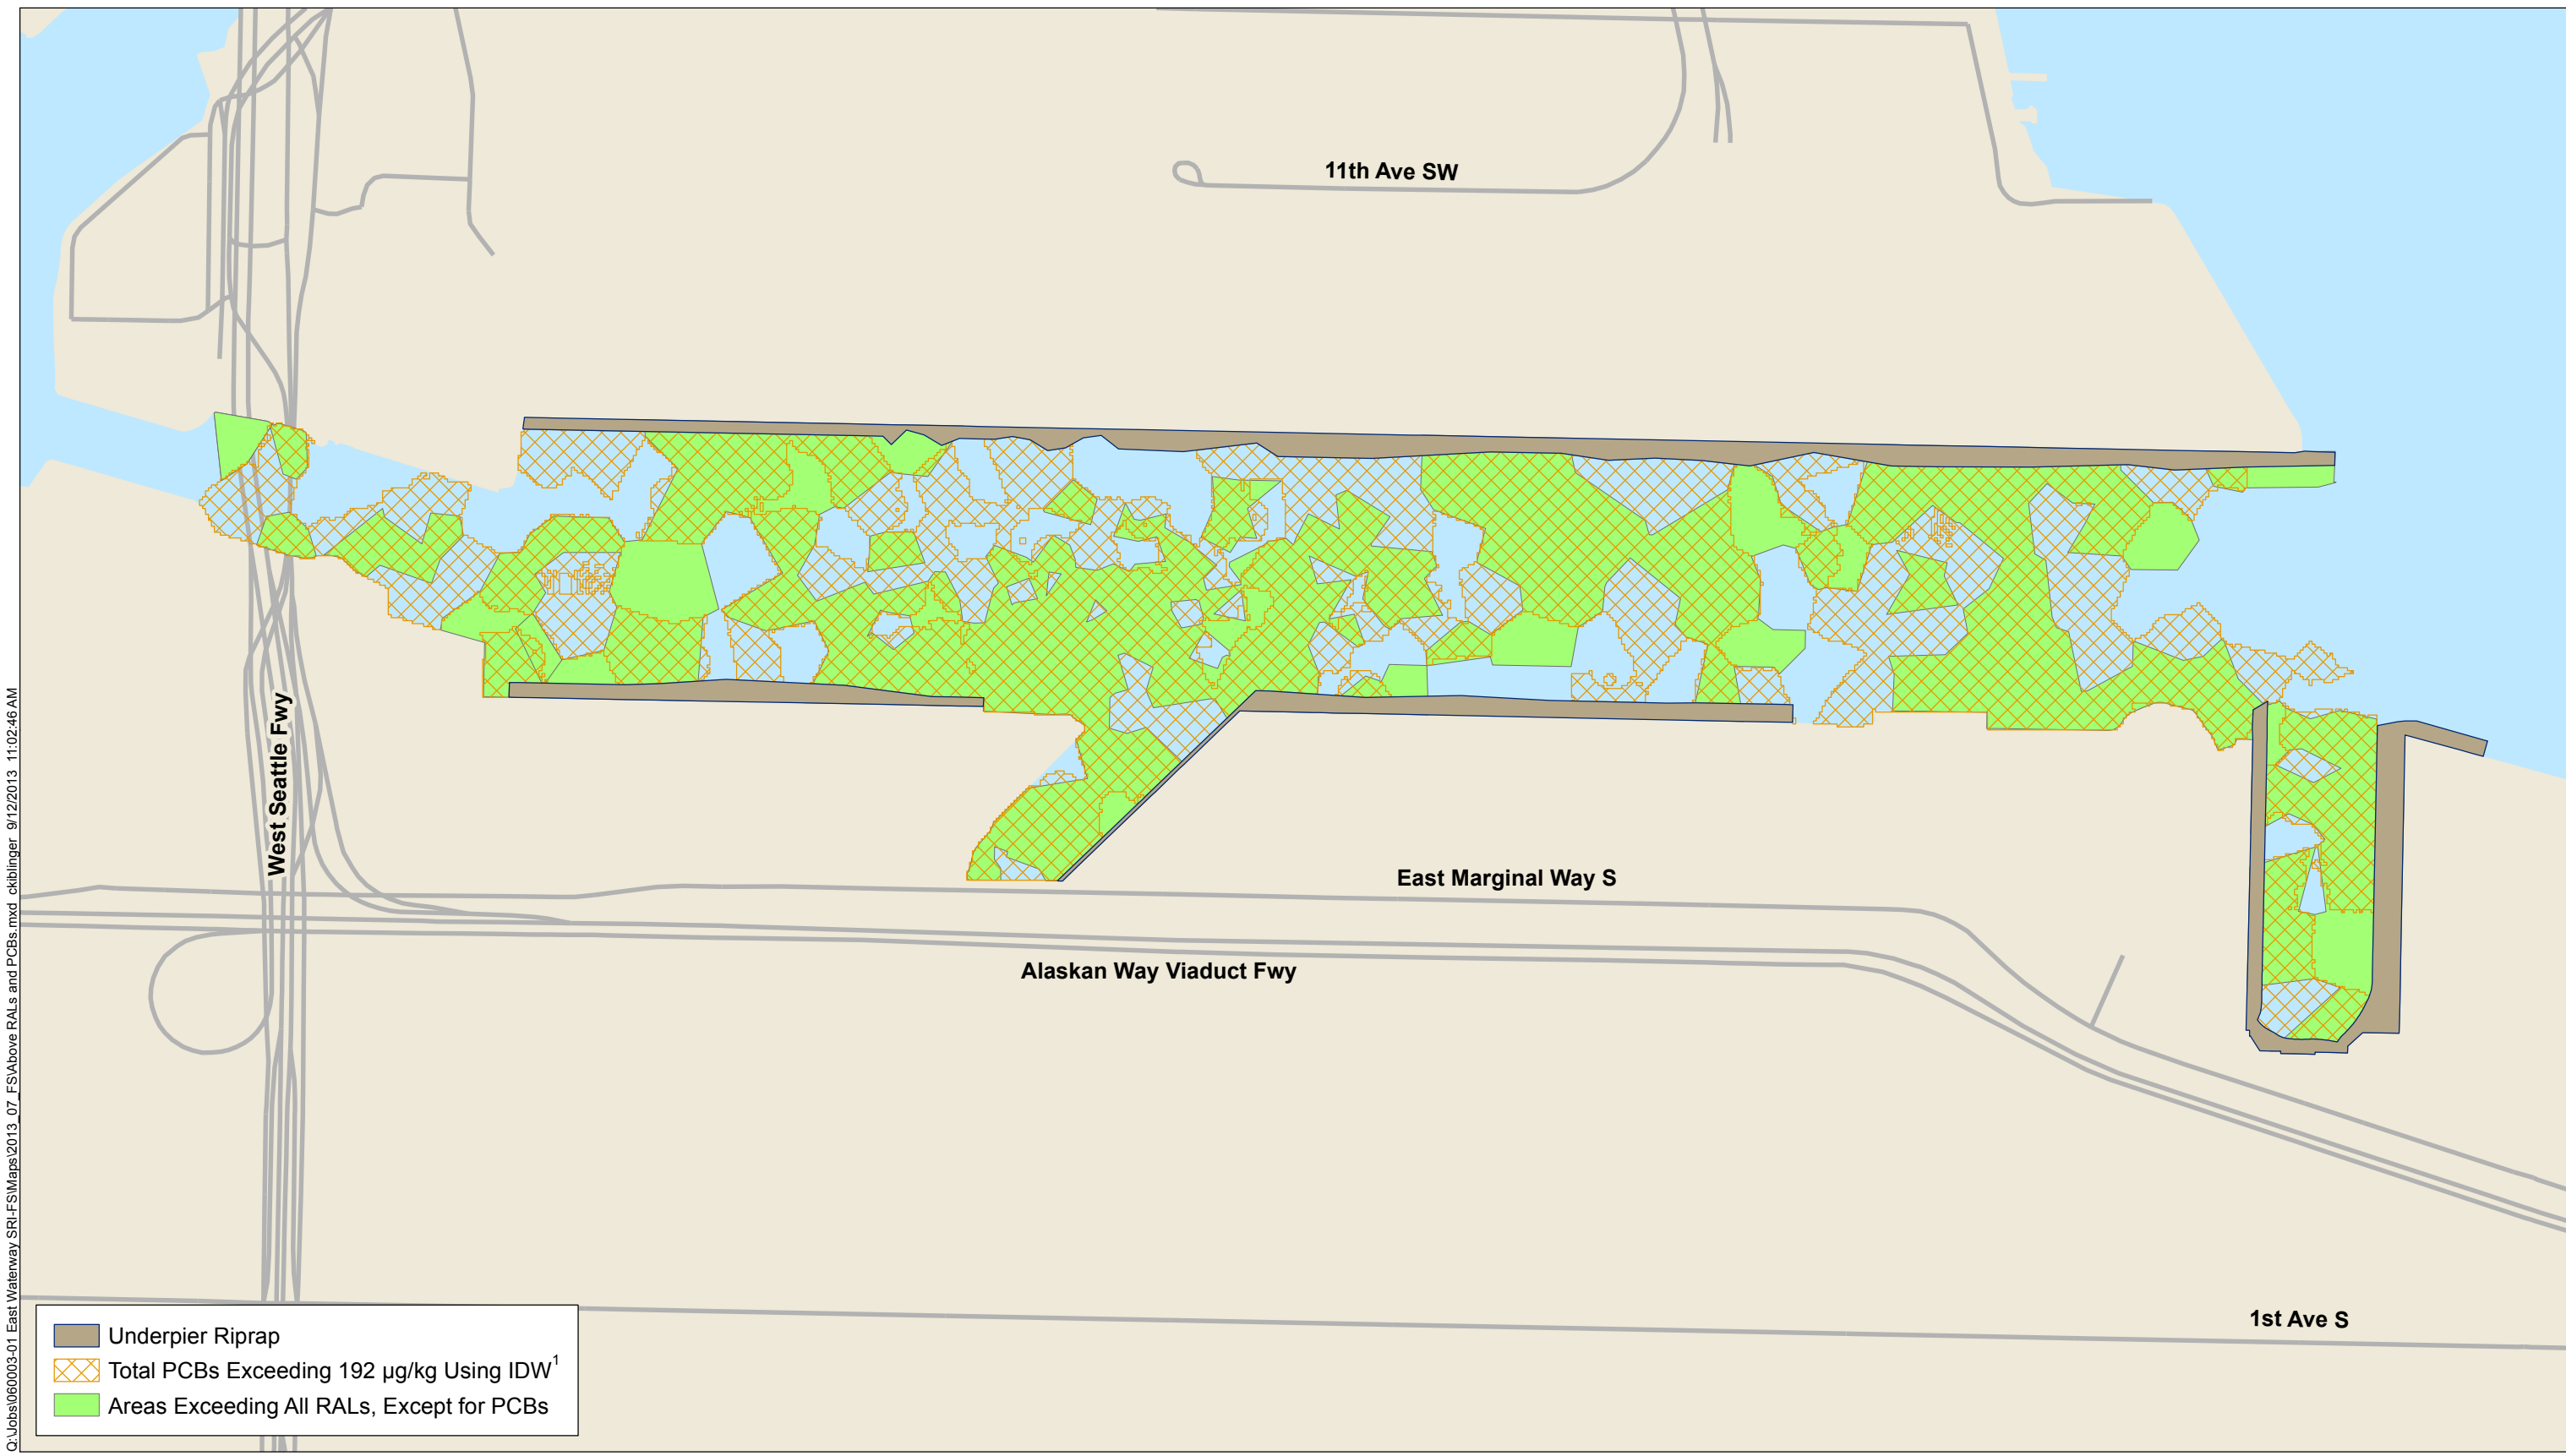 11th Ave SW
West Seattle Fwy
East Marginal Way S
Alaskan Way Viaduct Fwy
1st Ave S
Underpier Riprap
Total PCBs Exceeding 192 µg/kg Using IDW¹
Areas Exceeding All RALs, Except for PCBs
Q:\Jobs\060003-01 East Waterway SRI-FS\Maps\2013_07_FS\Above RALs and PCBs.mxd ckiblinger 9/12/2013 11:02:46 AM